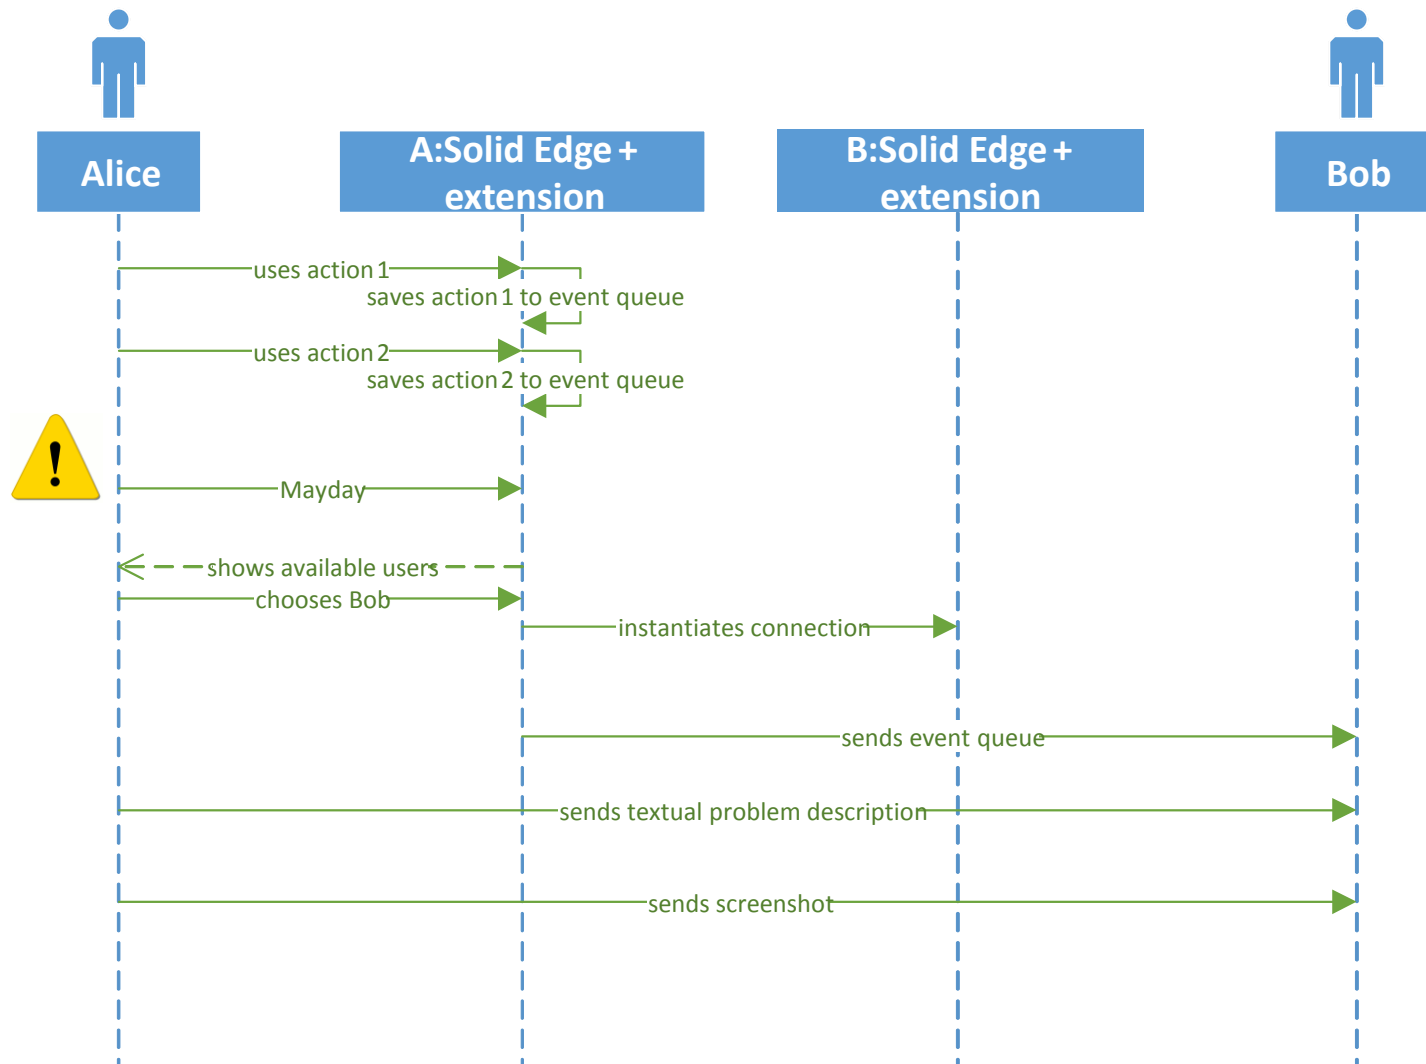 Alice
A:Solid Edge +
extension
B:Solid Edge +
extension
Bob
uses action 1
saves action 1 to event queue
uses action 2
saves action 2 to event queue
!
Mayday
shows available users
chooses Bob
instantiates connection
sends event queue
sends textual problem description
sends screenshot